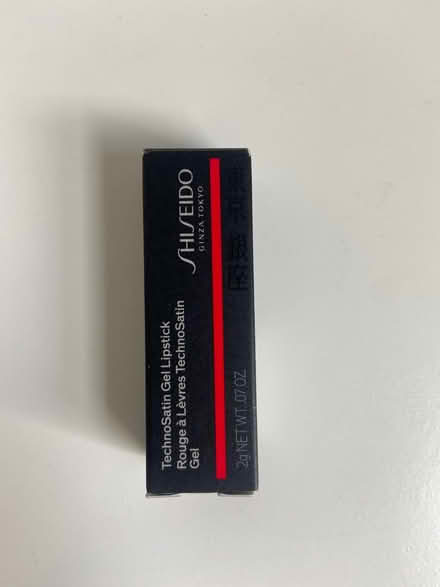 TechnoSatin Gel Lipstick
Rouge à Lèvres TechnoSatin
Gel
SHISEIDO
GINZA TOKYO
2g NET WT. .07 OZ